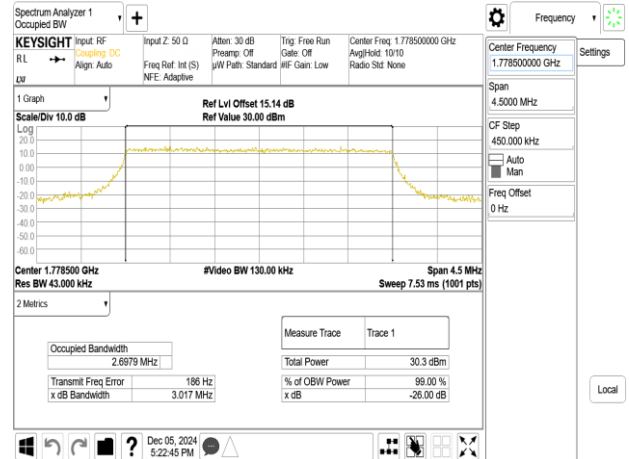 Spectrum Analyzer 1
Occupied BW
Frequency
KEYSIGHT
RL
LXI
Input: RF
Coupling: DC
Align: Auto
Input Z: 50 Ω
Freq Ref: Int (S)
NFE: Adaptive
Atten: 30 dB
Preamp: Off
µW Path: Standard
Trig: Free Run
Gate: Off
#IF Gain: Low
Center Freq: 1.778500000 GHz
Avg|Hold: 10/10
Radio Std: None
Center Frequency
1.778500000 GHz
Settings
Span
4.5000 MHz
CF Step
450.000 kHz
Auto
Man
Freq Offset
0 Hz
Local
1 Graph
Ref Lvl Offset 15.14 dB
Scale/Div 10.0 dB
Ref Value 30.00 dBm
Log
20.0
10.0
0.00
-10.0
-20.0
-30.0
-40.0
-50.0
-60.0
Center 1.778500 GHz
#Video BW 130.00 kHz
Span 4.5 MHz
Res BW 43.000 kHz
Sweep 7.53 ms (1001 pts)
2 Metrics
Measure Trace Trace 1
Occupied Bandwidth
2.6979 MHz
Total Power 30.3 dBm
Transmit Freq Error 186 Hz
% of OBW Power 99.00 %
x dB Bandwidth 3.017 MHz
x dB -26.00 dB
Dec 05, 2024
5:22:45 PM